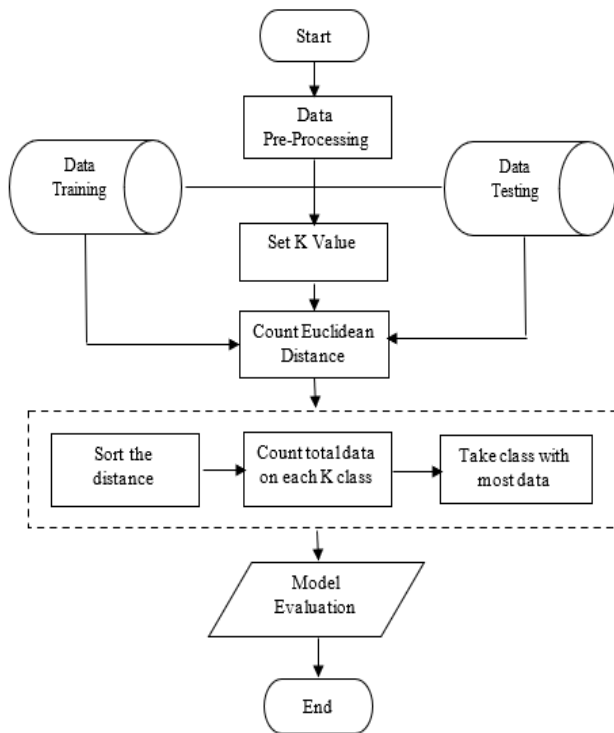 Start
Data
Pre-Processing
Data
Training
Data
Testing
Set K Value
Count Euclidean
Distance
Sort the
distance
Count total data
on each K class
Take class with
most data
Model
Evaluation
End